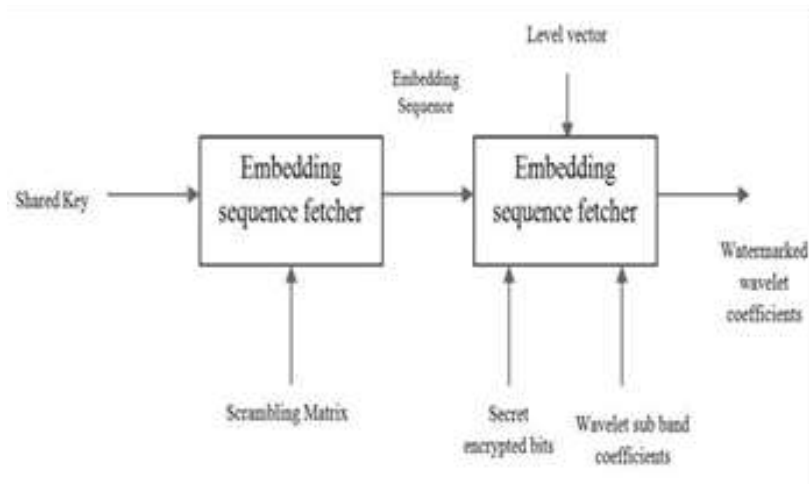 Level vector
Embedding
Sequence
Embedding
sequence fetcher
Embedding
sequence fetcher
Shared Key
Watermarked
wavelet
coefficients
Scrambling Matrix
Secret
encrypted bits
Wavelet sub band
coefficients